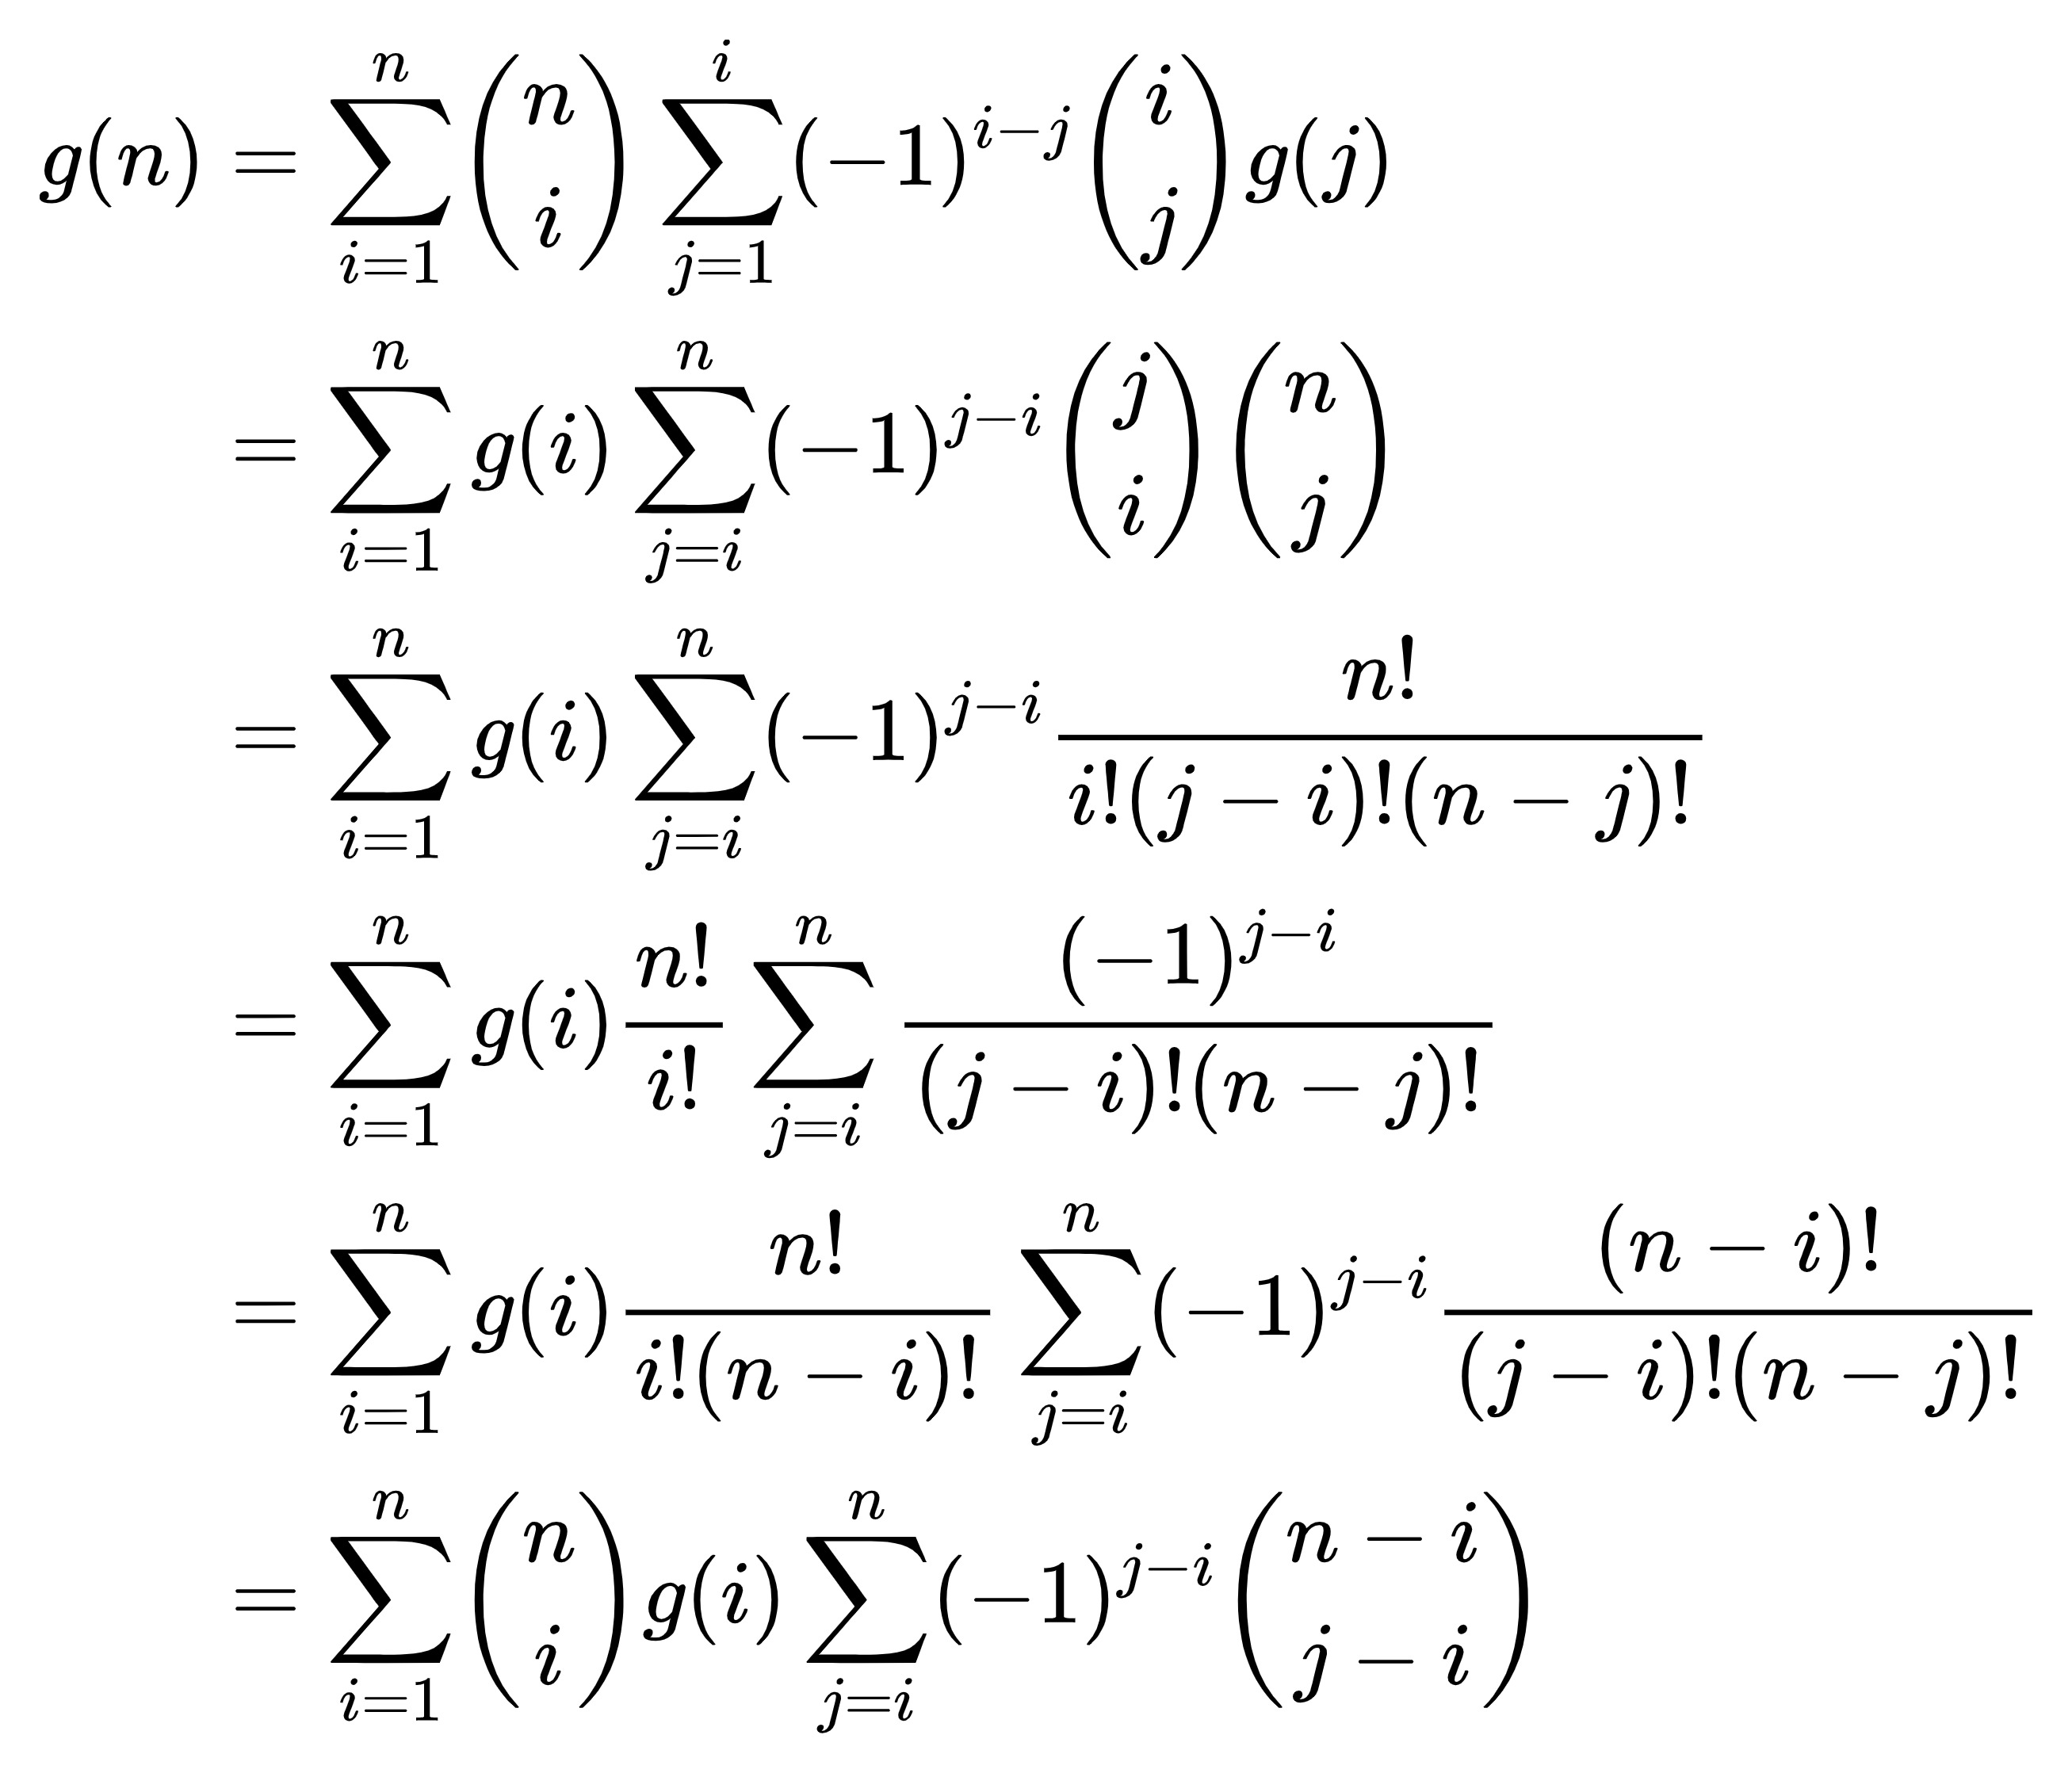 g(n) = \sum_{i=1}^{n} \binom{n}{i} \sum_{j=1}^{i} (-1)^{i-j} \binom{i}{j} g(j)
= \sum_{i=1}^{n} g(i) \sum_{j=i}^{n} (-1)^{j-i} \binom{j}{i} \binom{n}{j}
= \sum_{i=1}^{n} g(i) \sum_{j=i}^{n} (-1)^{j-i} \frac{n!}{i!(j-i)!(n-j)!}
= \sum_{i=1}^{n} g(i) \frac{n!}{i!} \sum_{j=i}^{n} \frac{(-1)^{j-i}}{(j-i)!(n-j)!}
= \sum_{i=1}^{n} g(i) \frac{n!}{i!(n-i)!} \sum_{j=i}^{n} (-1)^{j-i} \frac{(n-i)!}{(j-i)!(n-j)!}
= \sum_{i=1}^{n} \binom{n}{i} g(i) \sum_{j=i}^{n} (-1)^{j-i} \binom{n-i}{j-i}